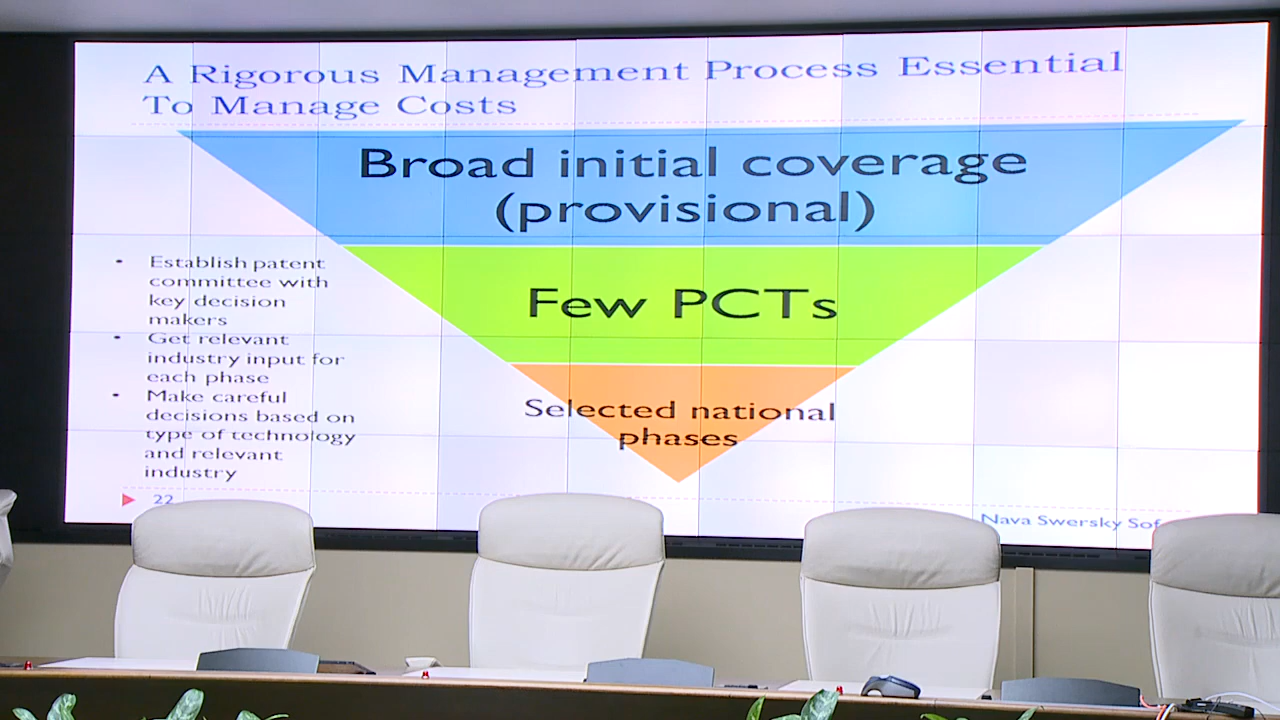 A Rigorous Management Process Essential
To Manage Costs
Broad initial coverage
(provisional)
Few PCTs
Selected national
phases
• Establish patent
committee with
key decision
makers
• Get relevant
industry input for
each phase
• Make careful
decisions based on
type of technology
and relevant
industry
22
Nava Swersky